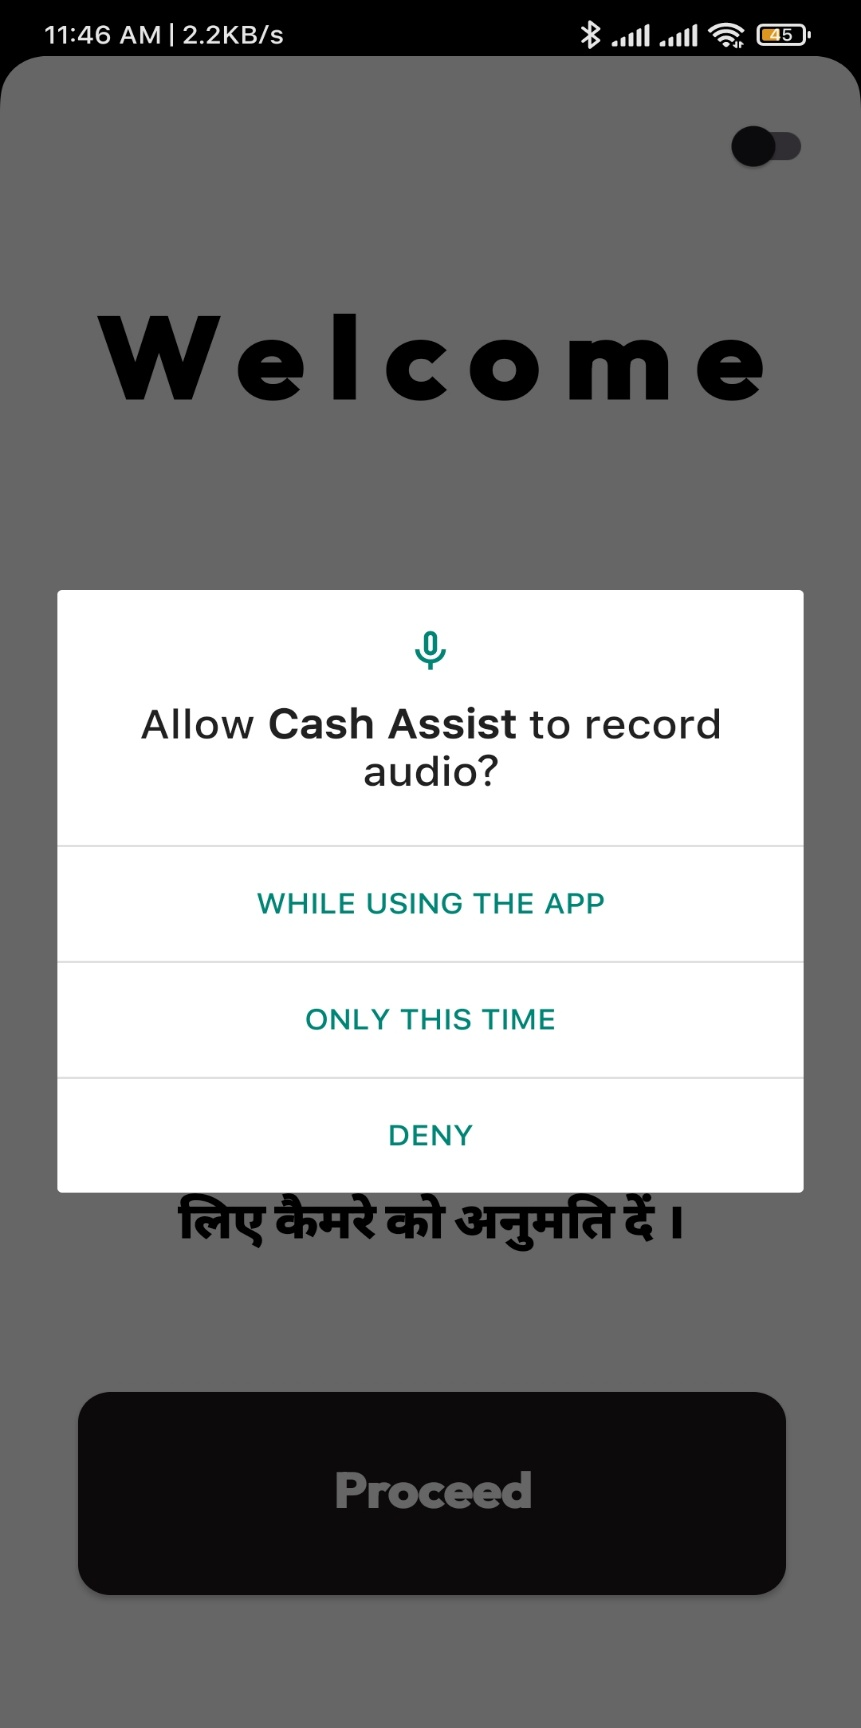 11:46 AM | 2.2KB/s 45
Welcome
Allow Cash Assist to record
audio?
WHILE USING THE APP
ONLY THIS TIME
DENY
लिए कैमरे को अनुमति दें ।
Proceed